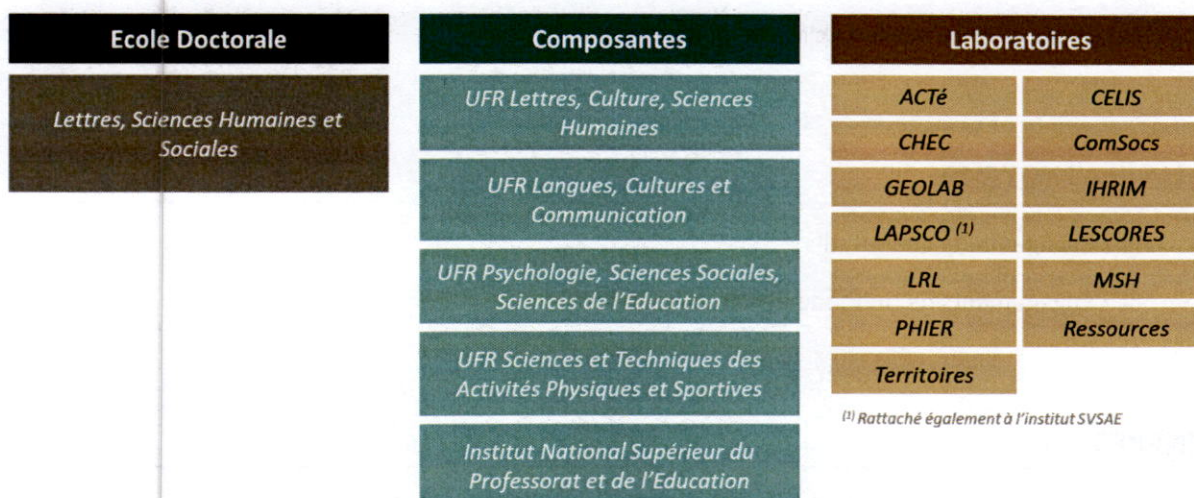 Ecole Doctorale
Lettres, Sciences Humaines et
Sociales
Composantes
UFR Lettres, Culture, Sciences
Humaines
UFR Langues, Cultures et
Communication
UFR Psychologie, Sciences Sociales,
Sciences de l'Education
UFR Sciences et Techniques des
Activités Physiques et Sportives
Institut National Supérieur du
Professorat et de l'Education
Laboratoires
ACTé
CELIS
CHEC
ComSocs
GEOLAB
IHRIM
LAPSCO (1)
LESCORES
LRL
MSH
PHIER
Ressources
Territoires
(1) Rattaché également à l'institut SVSAE